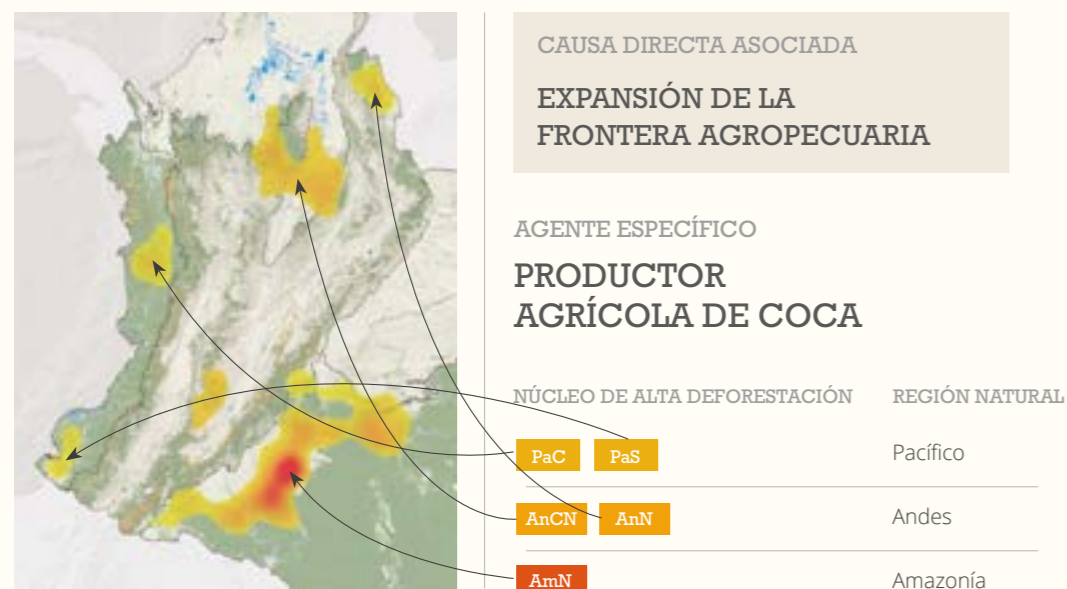 CAUSA DIRECTA ASOCIADA
EXPANSIÓN DE LA
FRONTERA AGROPECUARIA
AGENTE ESPECÍFICO
PRODUCTOR
AGRÍCOLA DE COCA
NÚCLEO DE ALTA DEFORESTACIÓN REGIÓN NATURAL
PaC PaS Pacífico
AnCN AnN Andes
AmN Amazonía